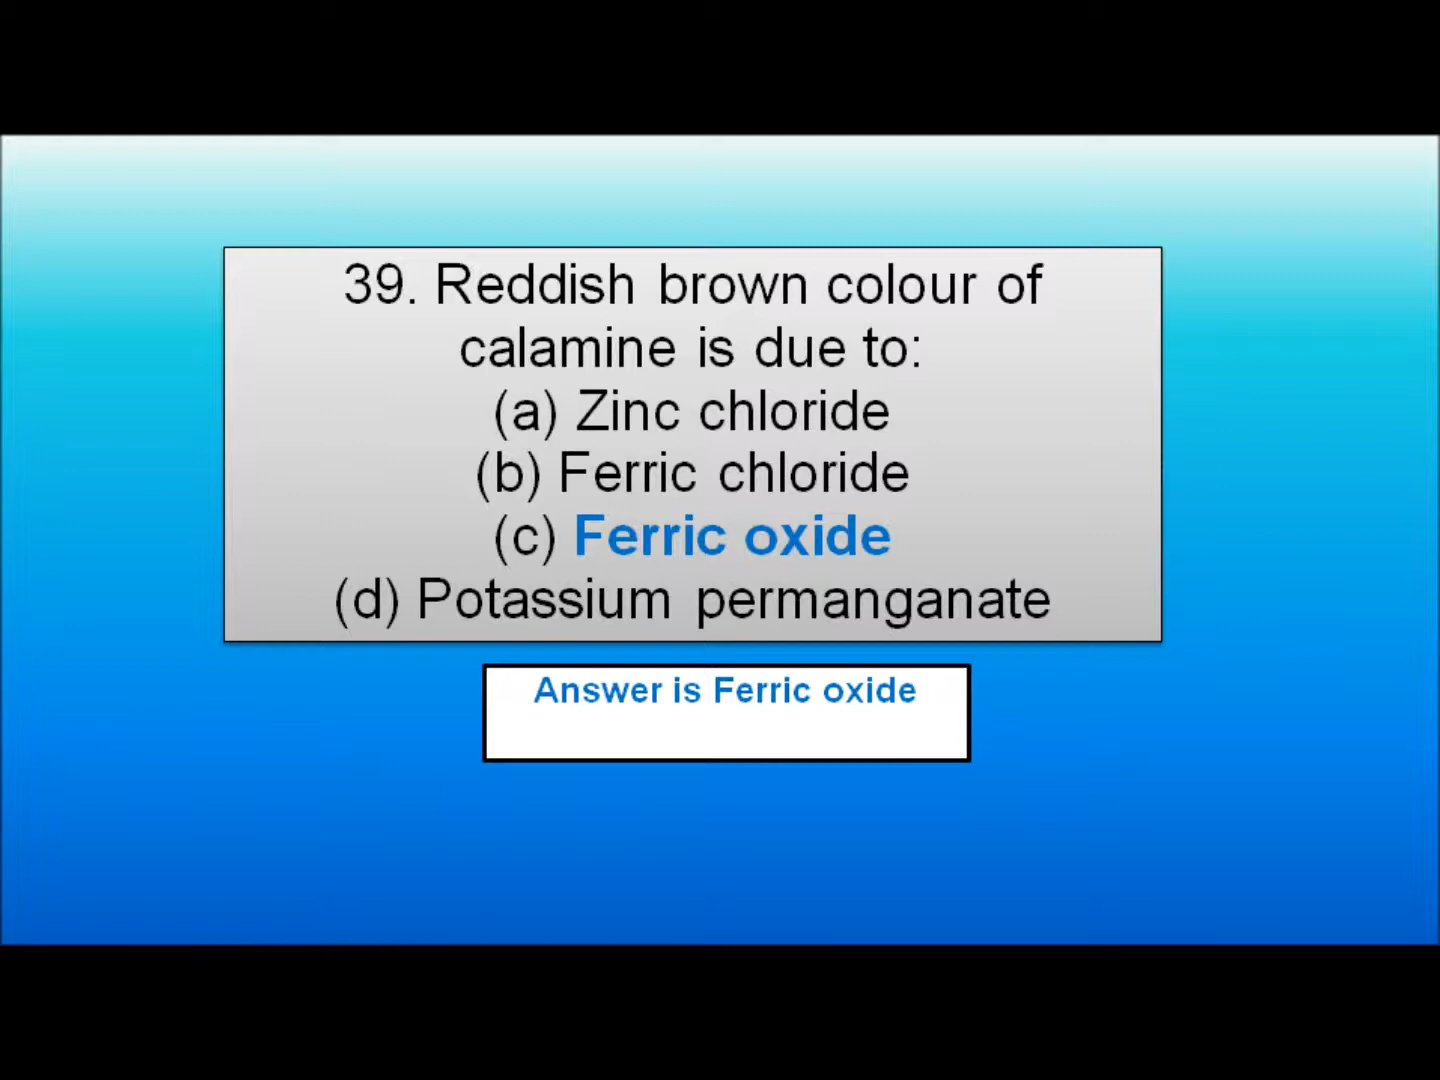 39. Reddish brown colour of
calamine is due to:
(a) Zinc chloride
(b) Ferric chloride
(c) Ferric oxide
(d) Potassium permanganate
Answer is Ferric oxide